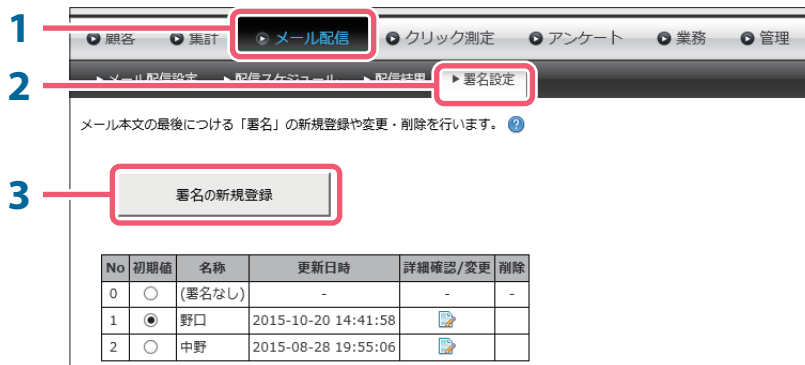 1
顧客 集計 メール配信 クリック測定 アンケート 業務 管理
2
メール配信設定 配信スケジュール 配信結果 署名設定
メール本文の最後につける「署名」の新規登録や変更・削除を行います。 ?
3
署名の新規登録
No 初期値 名称 更新日時 詳細確認/変更 削除
0 (署名なし) - - -
1 野口 2015-10-20 14:41:58
2 中野 2015-08-28 19:55:06